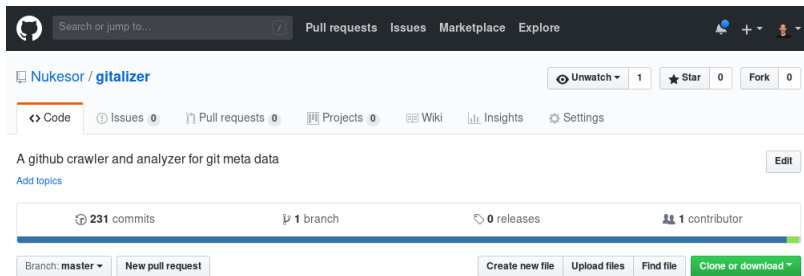 Search or jump to... / Pull requests Issues Marketplace Explore
Nukesor / gitalizer Unwatch 1 Star 0 Fork 0
Code Issues 0 Pull requests 0 Projects 0 Wiki Insights Settings
A github crawler and analyzer for git meta data Edit
Add topics
231 commits 1 branch 0 releases 1 contributor
Branch: master New pull request Create new file Upload files Find file Clone or download